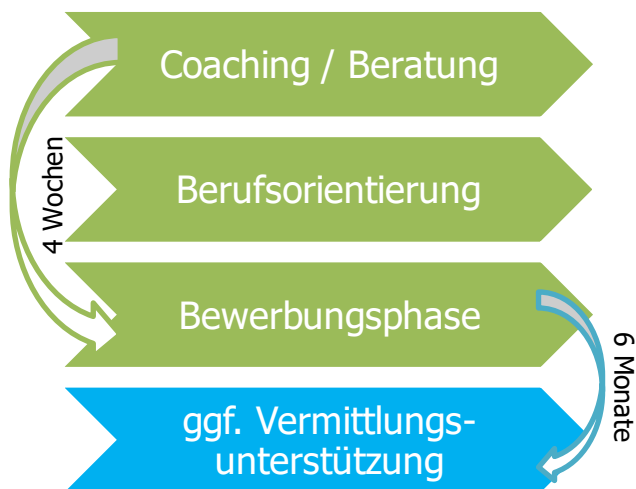 Coaching / Beratung
4 Wochen
Berufsorientierung
Bewerbungsphase
6 Monate
ggf. Vermittlungs-
unterstützung